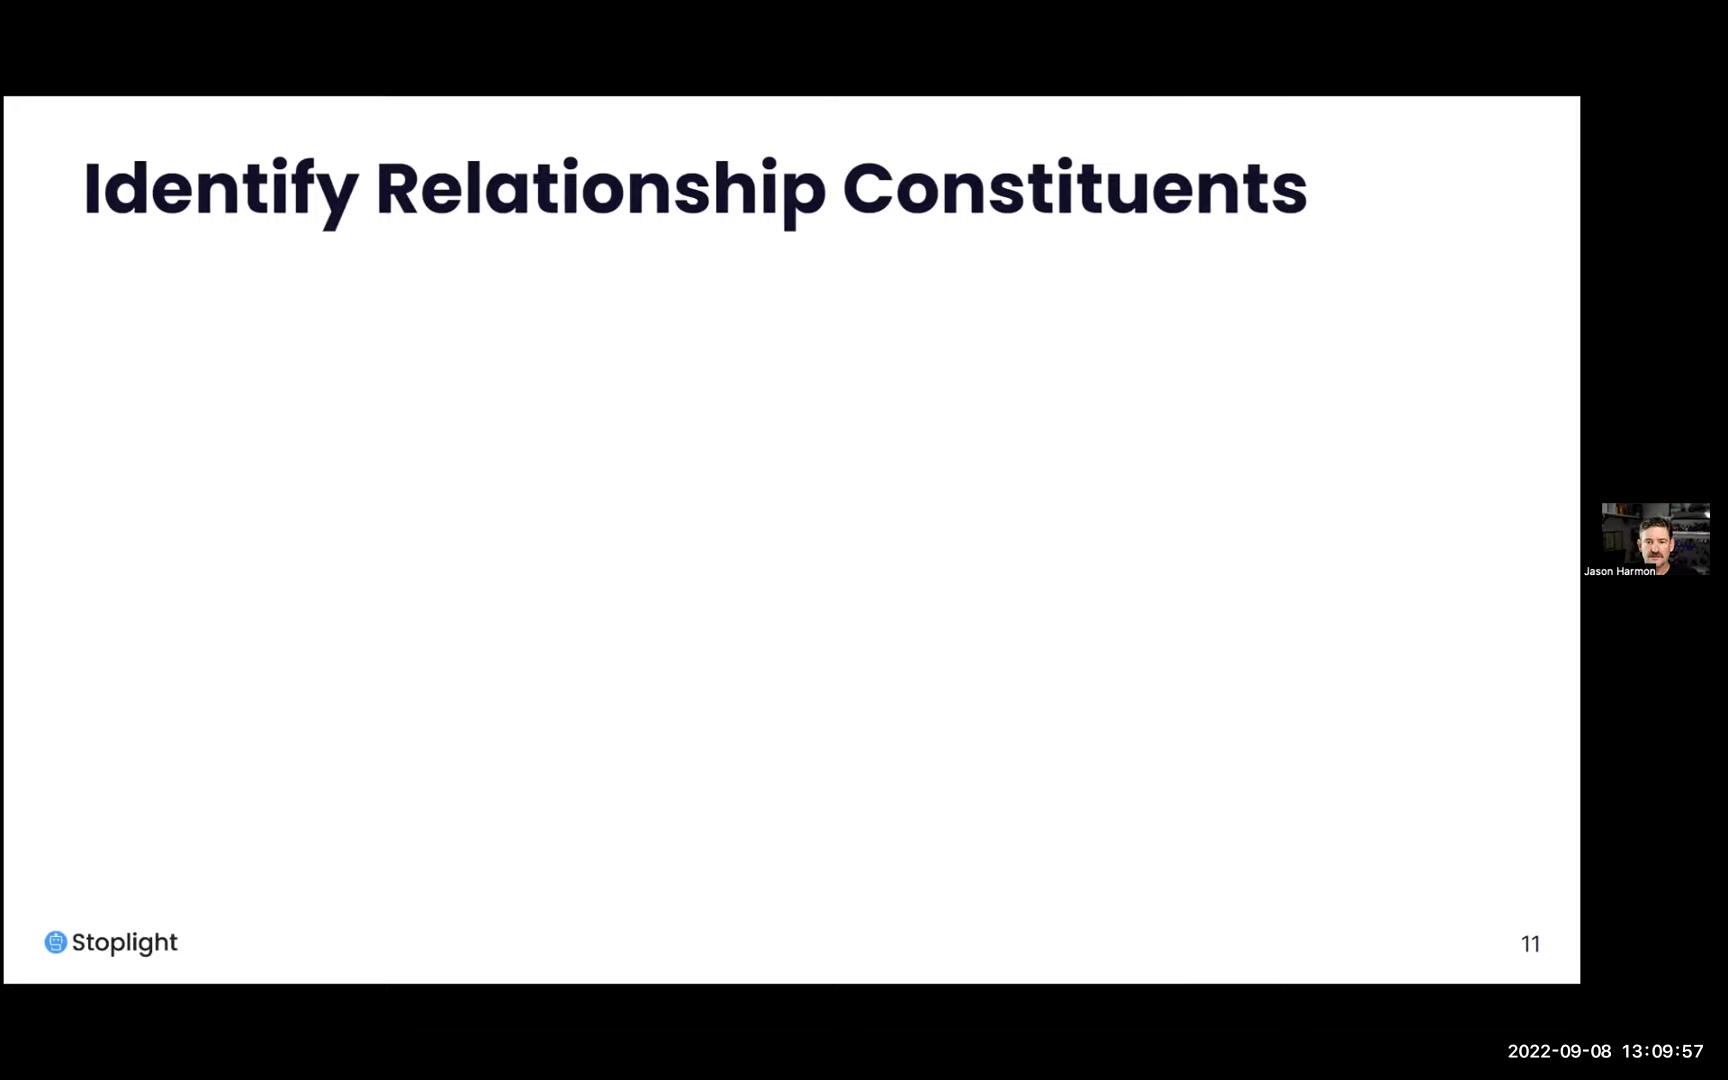 Identify Relationship Constituents
Jason Harmon
Stoplight
11
2022-09-08 13:09:57